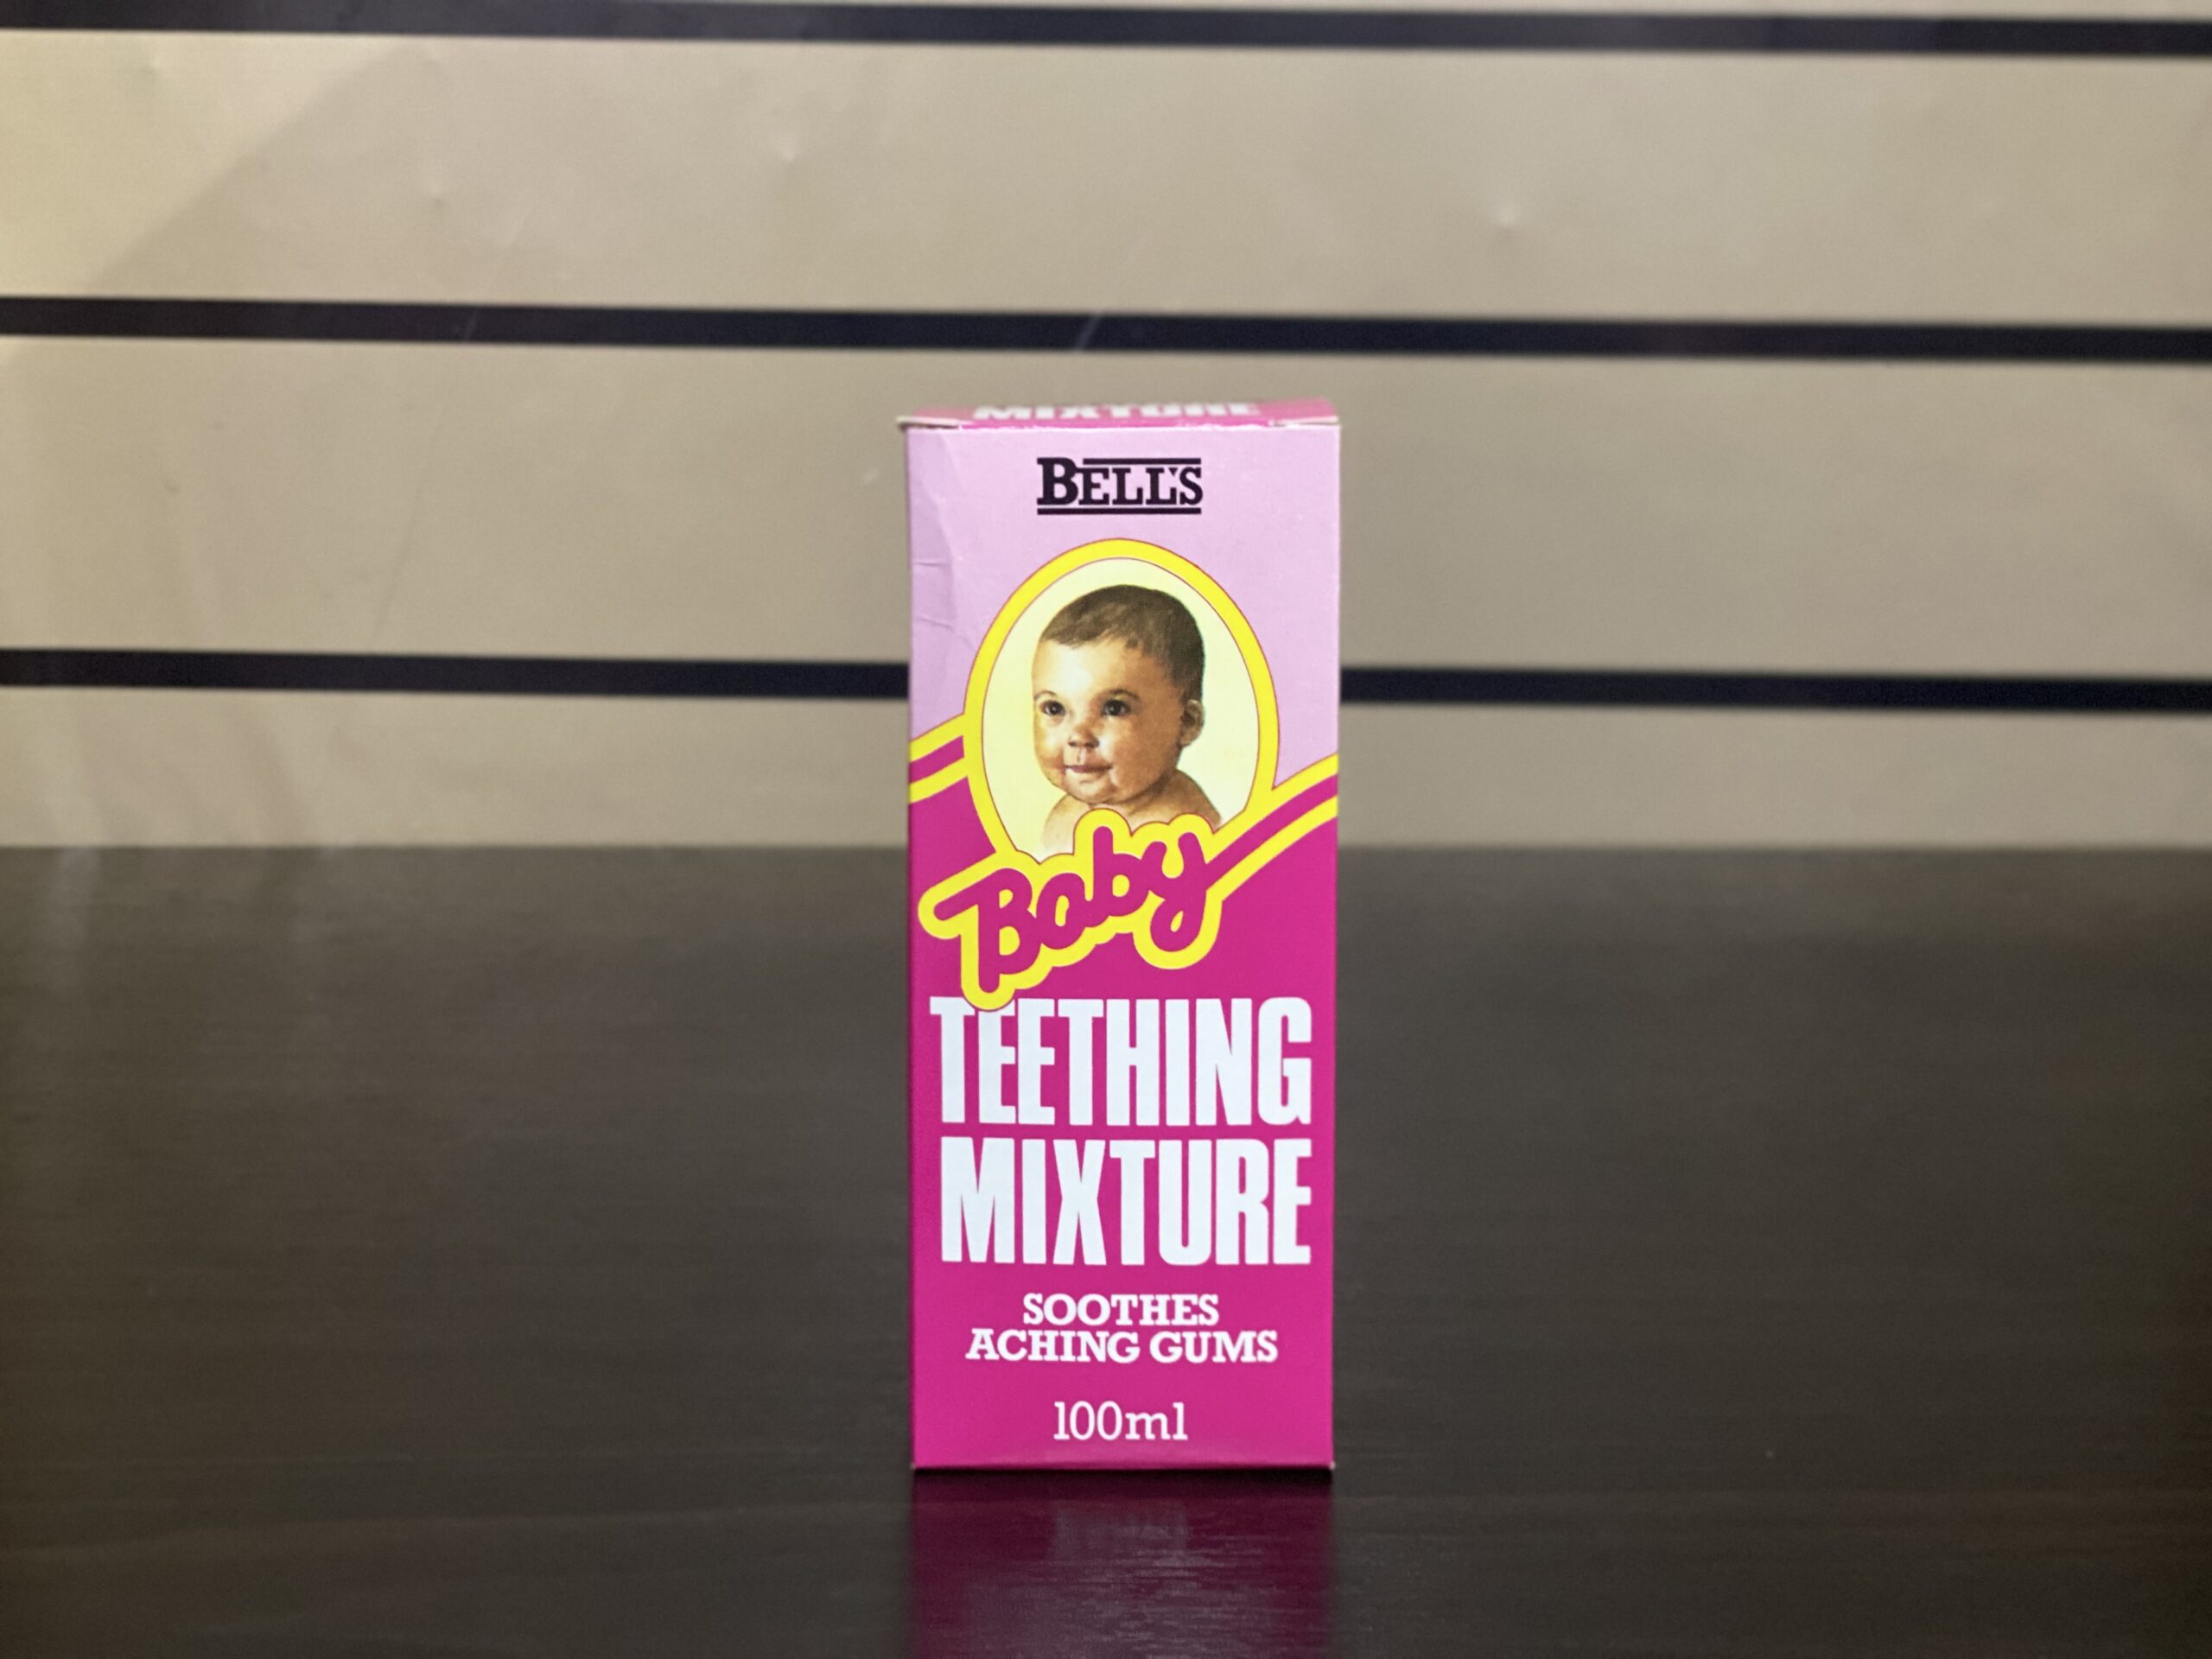 MIXTURE
BELL'S
Baby
TEETHING
MIXTURE
SOOTHES
ACHING GUMS
100ml